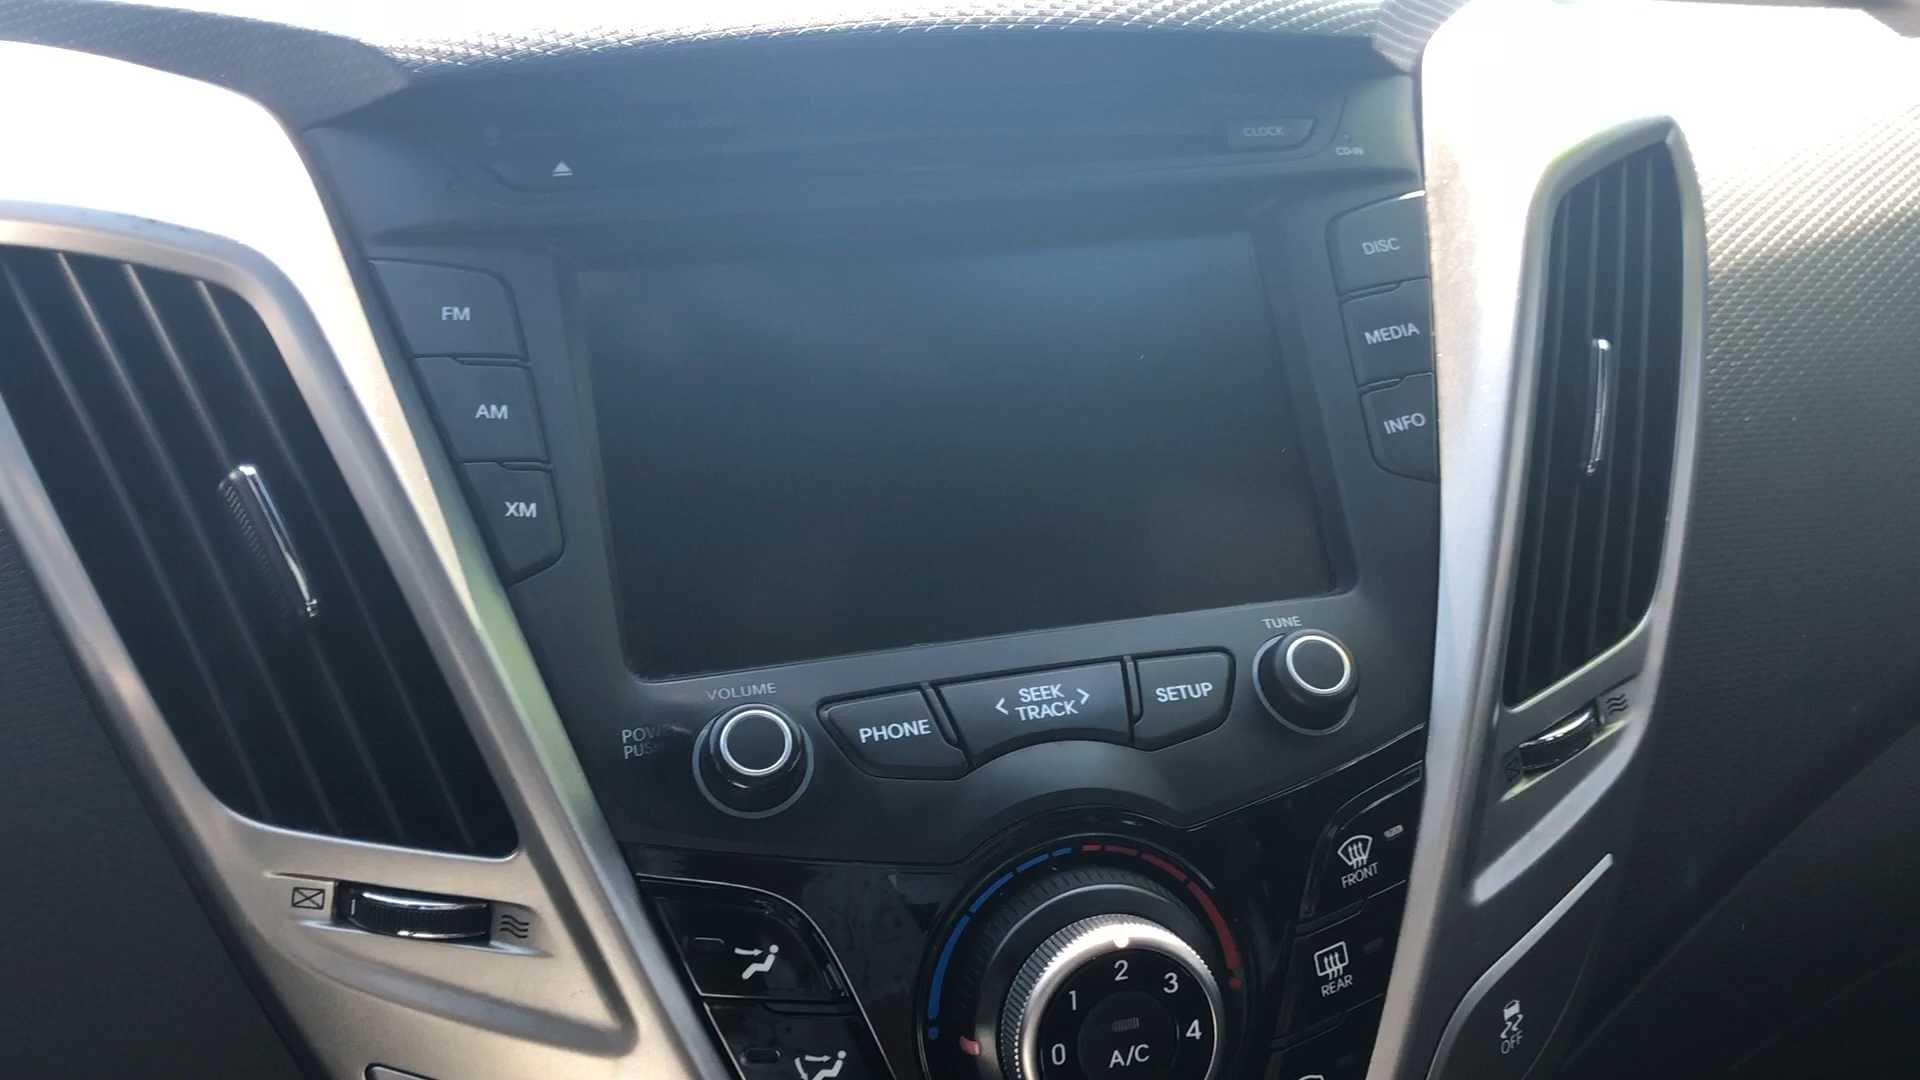 CLOCK
CD-IN
DISC
FM
MEDIA
AM
INFO
XM
TUNE
VOLUME
SEEK
TRACK
SETUP
PHONE
POWER
PUSH
FRONT
REAR
0 1 2 3 4
A/C
OFF